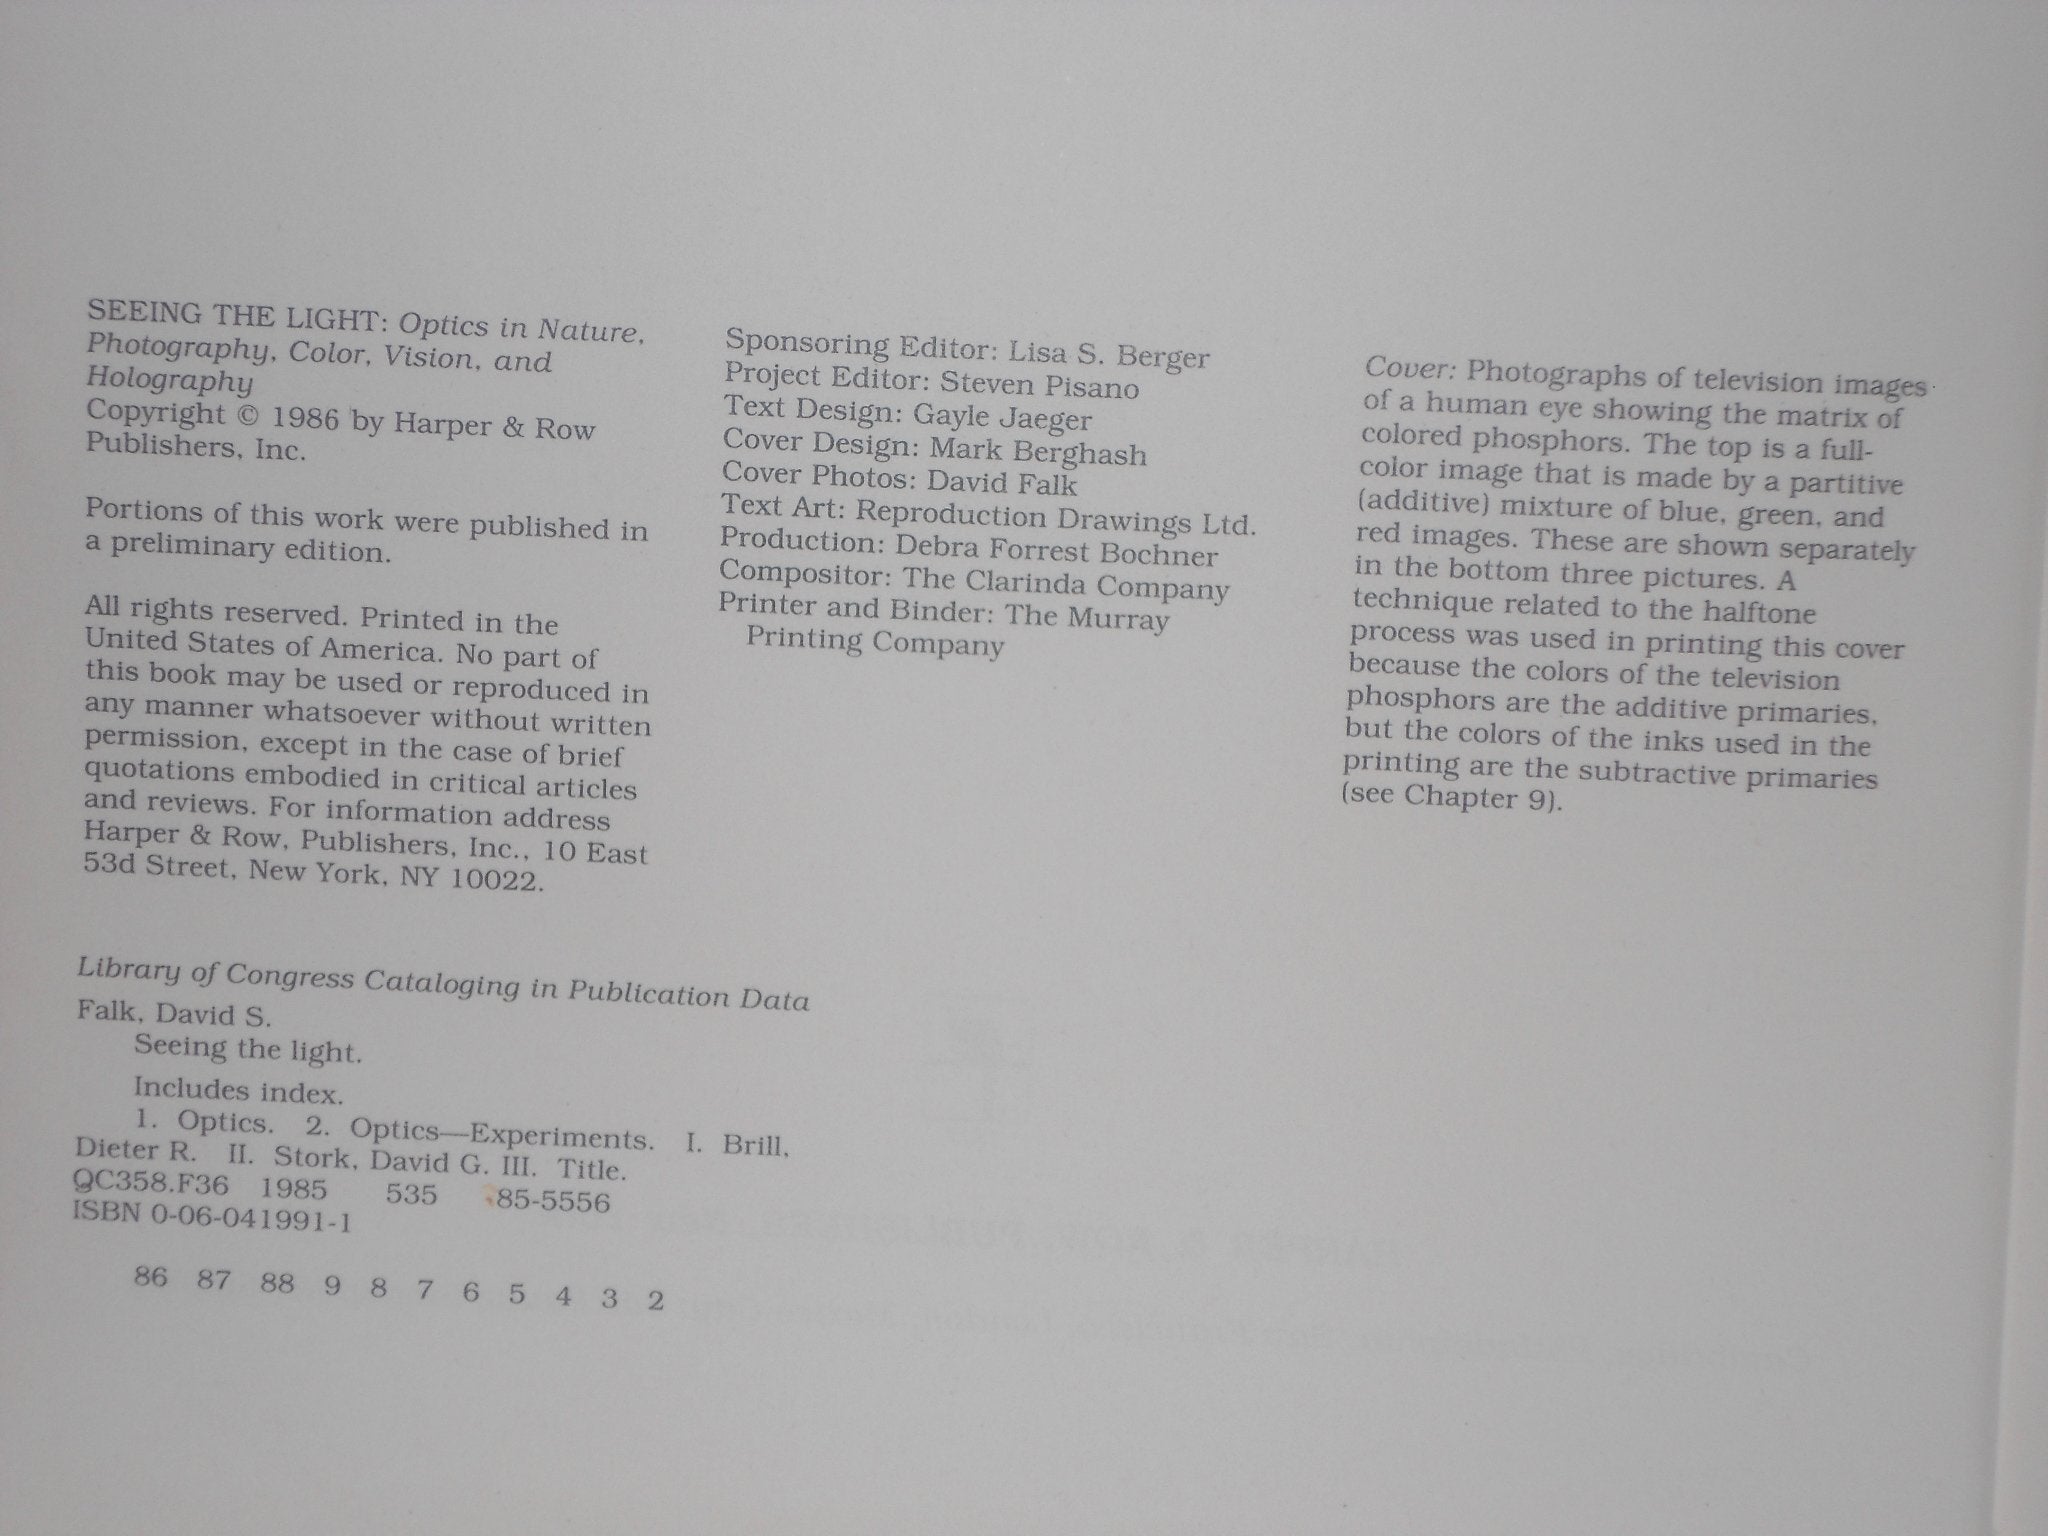 SEEING THE LIGHT: Optics in Nature,
Photography, Color, Vision, and
Holography
Copyright © 1986 by Harper & Row
Publishers, Inc.
Portions of this work were published in
a preliminary edition.
All rights reserved. Printed in the
United States of America. No part of
this book may be used or reproduced in
any manner whatsoever without written
permission, except in the case of brief
quotations embodied in critical articles
and reviews. For information address
Harper & Row, Publishers, Inc., 10 East
53d Street, New York, NY 10022.
Sponsoring Editor: Lisa S. Berger
Project Editor: Steven Pisano
Text Design: Gayle Jaeger
Cover Design: Mark Berghash
Cover Photos: David Falk
Text Art: Reproduction Drawings Ltd.
Production: Debra Forrest Bochner
Compositor: The Clarinda Company
Printer and Binder: The Murray
Printing Company
Cover: Photographs of television images
of a human eye showing the matrix of
colored phosphors. The top is a full-
color image that is made by a partitive
(additive) mixture of blue, green, and
red images. These are shown separately
in the bottom three pictures. A
technique related to the halftone
process was used in printing this cover
because the colors of the television
phosphors are the additive primaries,
but the colors of the inks used in the
printing are the subtractive primaries
(see Chapter 9).
Library of Congress Cataloging in Publication Data
Falk, David S.
Seeing the light.
Includes index.
1. Optics. 2. Optics—Experiments. I. Brill,
Dieter R. II. Stork, David G. III. Title.
QC358.F36 1985 535 85-5556
ISBN 0-06-041991-1
86 87 88 9 8 7 6 5 4 3 2